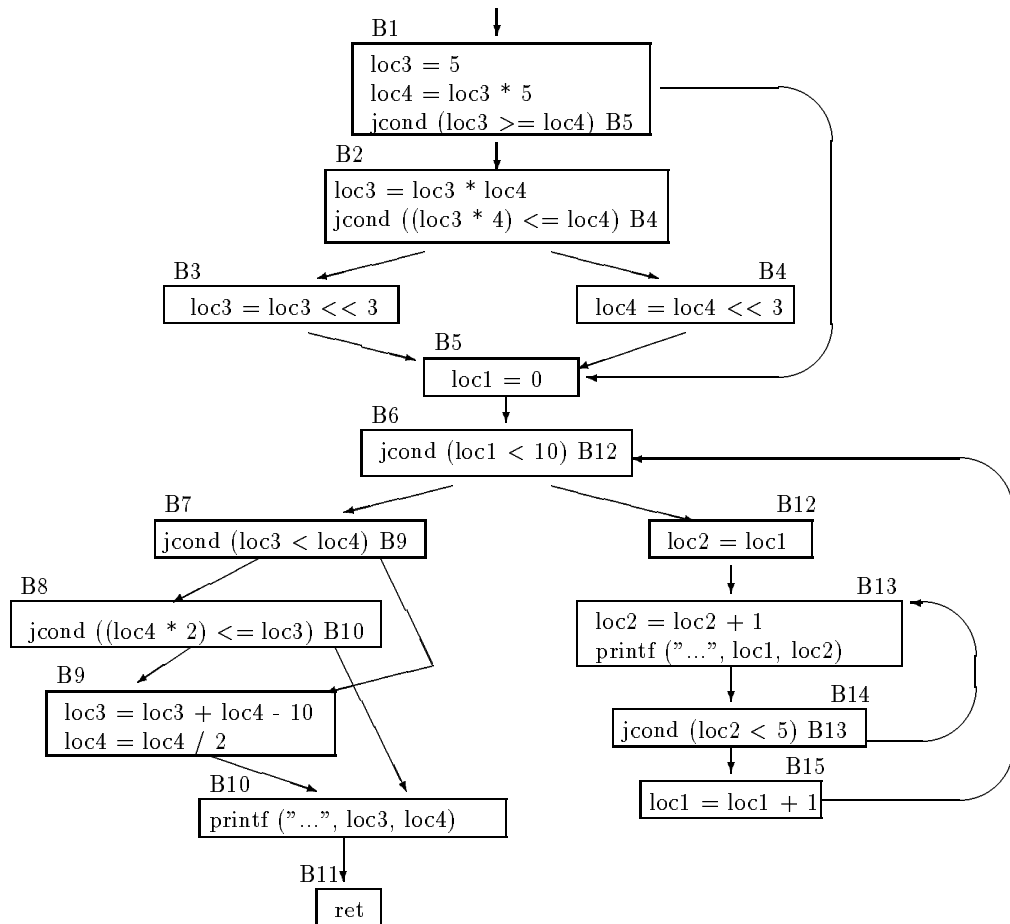 B1
loc3 = 5
loc4 = loc3 * 5
jcond (loc3 >= loc4) B5
B2
loc3 = loc3 * loc4
jcond ((loc3 * 4) <= loc4) B4
B3
loc3 = loc3 << 3
B4
loc4 = loc4 << 3
B5
loc1 = 0
B6
jcond (loc1 < 10) B12
B7
jcond (loc3 < loc4) B9
B8
jcond ((loc4 * 2) <= loc3) B10
B9
loc3 = loc3 + loc4 - 10
loc4 = loc4 / 2
B10
printf ("...", loc3, loc4)
B11
ret
B12
loc2 = loc1
B13
loc2 = loc2 + 1
printf ("...", loc1, loc2)
B14
jcond (loc2 < 5) B13
B15
loc1 = loc1 + 1